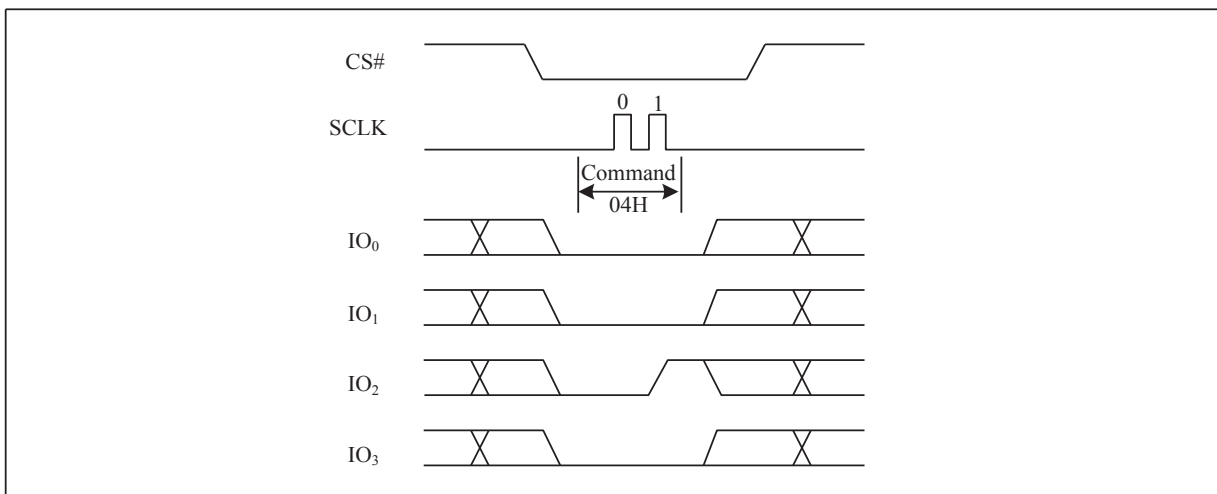 CS#
0 1
SCLK
Command
04H
IO₀
IO₁
IO₂
IO₃